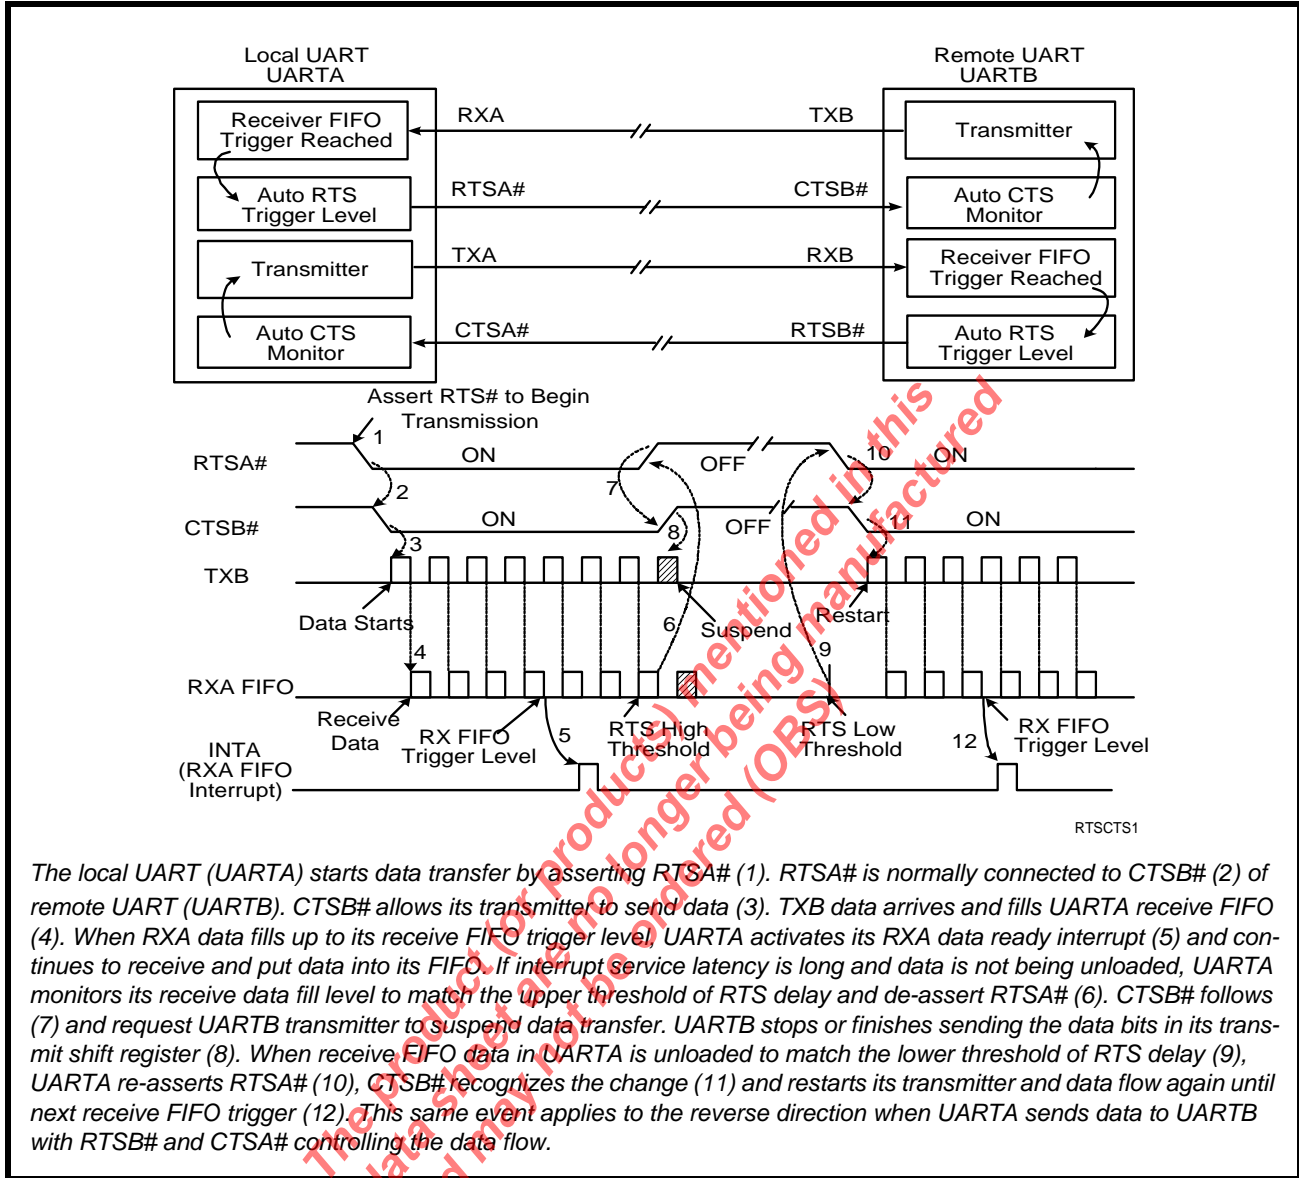 Local UART
UARTA
Remote UART
UARTB
Receiver FIFO
Trigger Reached
RXA
TXB
Transmitter
Auto RTS
Trigger Level
RTSA#
CTSB#
Auto CTS
Monitor
Transmitter
TXA
RXB
Receiver FIFO
Trigger Reached
Auto CTS
Monitor
CTSA#
RTSB#
Auto RTS
Trigger Level
Assert RTS# to Begin
Transmission
RTSA#
1
ON
7
OFF
10
ON
2
CTSB#
ON
8
OFF
11
ON
3
TXB
Data Starts
6
Suspend
Restart
4
9
RXA FIFO
Receive
Data
RX FIFO
Trigger Level
5
RTS High
Threshold
RTS Low
Threshold
12
RX FIFO
Trigger Level
INTA
(RXA FIFO
Interrupt)
RTSCTS1
The local UART (UARTA) starts data transfer by asserting RTSA# (1). RTSA# is normally connected to CTSB# (2) of
remote UART (UARTB). CTSB# allows its transmitter to send data (3). TXB data arrives and fills UARTA receive FIFO
(4). When RXA data fills up to its receive FIFO trigger level, UARTA activates its RXA data ready interrupt (5) and con-
tinues to receive and put data into its FIFO. If interrupt service latency is long and data is not being unloaded, UARTA
monitors its receive data fill level to match the upper threshold of RTS delay and de-assert RTSA# (6). CTSB# follows
(7) and request UARTB transmitter to suspend data transfer. UARTB stops or finishes sending the data bits in its trans-
mit shift register (8). When receive FIFO data in UARTA is unloaded to match the lower threshold of RTS delay (9),
UARTA re-asserts RTSA# (10), CTSB# recognizes the change (11) and restarts its transmitter and data flow again until
next receive FIFO trigger (12). This same event applies to the reverse direction when UARTA sends data to UARTB
with RTSB# and CTSA# controlling the data flow.
The product (or products) mentioned in this
data sheet are no longer being manufactured
and may not be ordered (OBS)